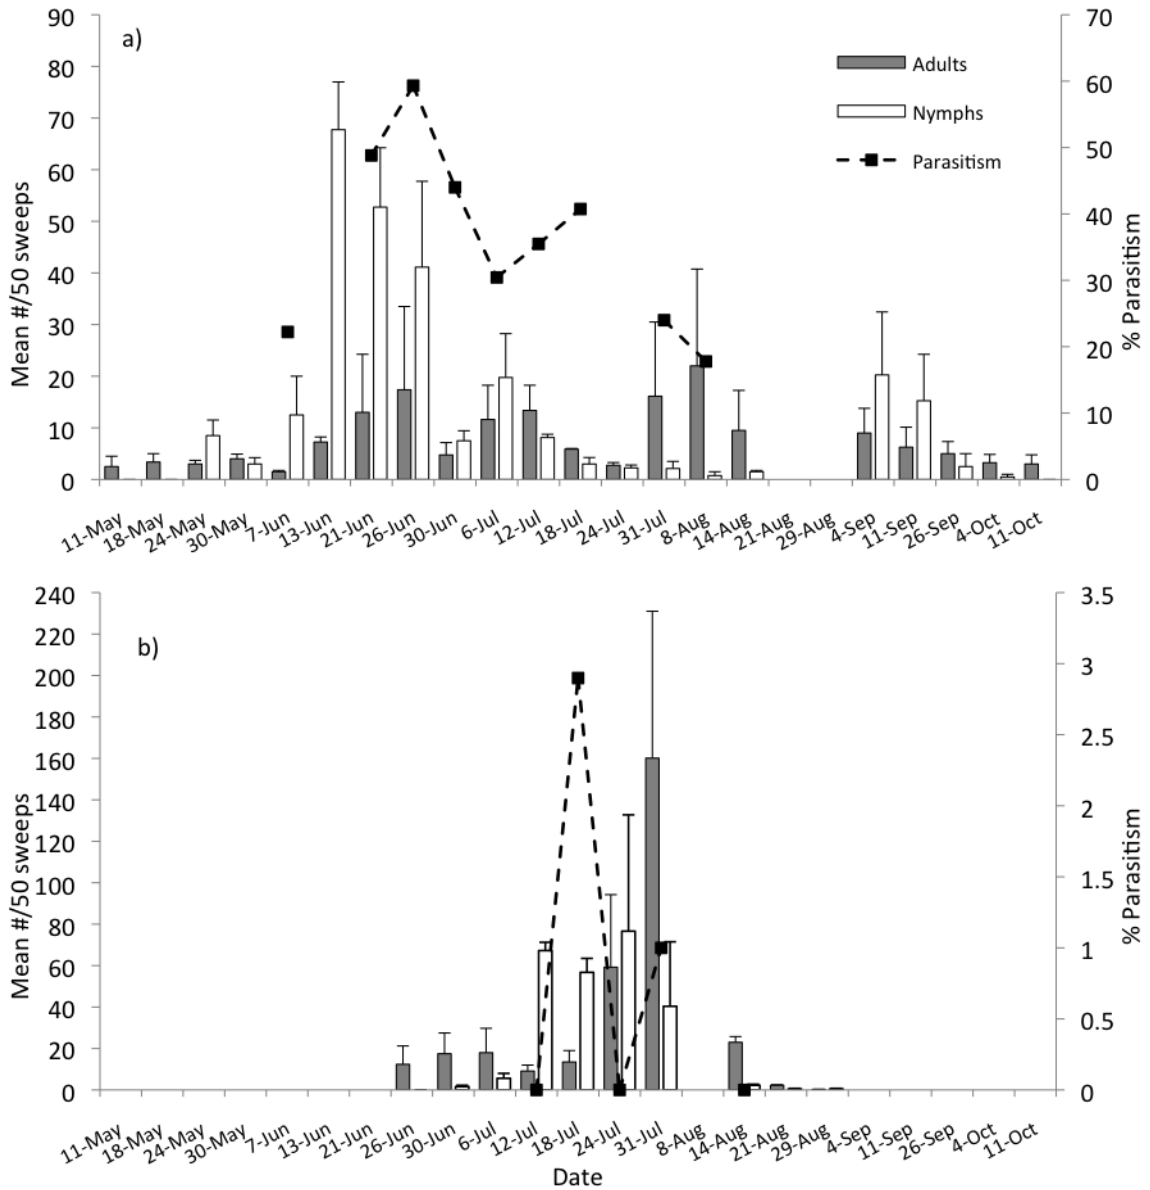 a)
Mean #/50 sweeps
90
80
70
60
50
40
30
20
10
0
% Parasitism
70
60
50
40
30
20
10
0
Adults
Nymphs
Parasitism
11-May
18-May
24-May
30-May
7-Jun
13-Jun
21-Jun
26-Jun
30-Jun
6-Jul
12-Jul
18-Jul
24-Jul
31-Jul
8-Aug
14-Aug
21-Aug
29-Aug
4-Sep
11-Sep
26-Sep
4-Oct
11-Oct
b)
Mean #/50 sweeps
240
220
200
180
160
140
120
100
80
60
40
20
0
% Parasitism
3.5
3
2.5
2
1.5
1
0.5
0
11-May
18-May
24-May
30-May
7-Jun
13-Jun
21-Jun
26-Jun
30-Jun
6-Jul
12-Jul
18-Jul
24-Jul
31-Jul
8-Aug
14-Aug
21-Aug
29-Aug
4-Sep
11-Sep
26-Sep
4-Oct
11-Oct
Date